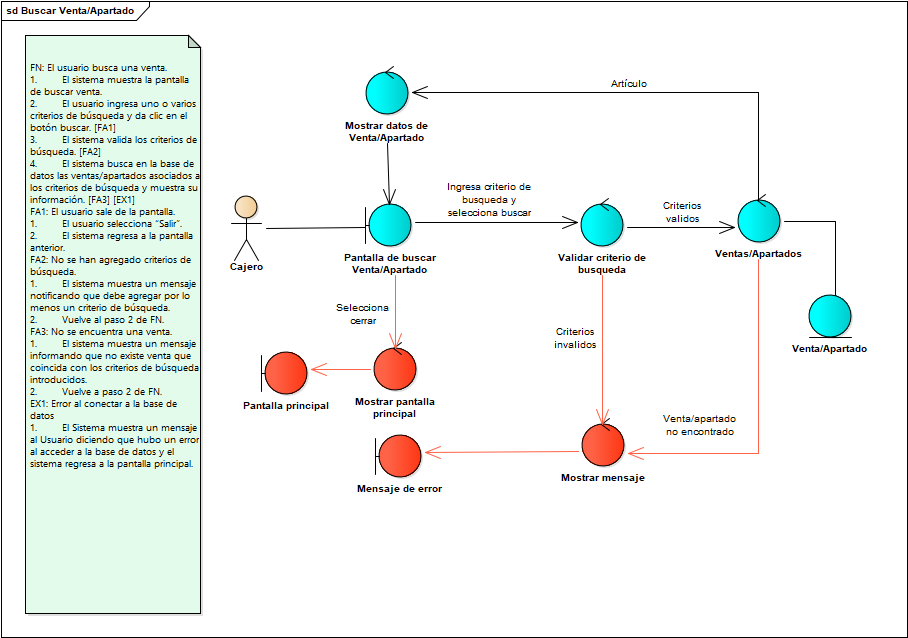 sd Buscar Venta/Apartado
FN: El usuario busca una venta.
1. El sistema muestra la pantalla
de buscar venta.
2. El usuario ingresa uno o varios
criterios de búsqueda y da clic en el
botón buscar. [FA1]
3. El sistema valida los criterios de
búsqueda. [FA2]
4. El sistema busca en la base de
datos las ventas/apartados asociados a
los criterios de búsqueda y muestra su
información. [FA3] [EX1]
FA1: El usuario sale de la pantalla.
1. El usuario selecciona "Salir".
2. El sistema regresa a la pantalla
anterior.
FA2: No se han agregado criterios de
búsqueda.
1. El sistema muestra un mensaje
notificando que debe agregar por lo
menos un criterio de búsqueda.
2. Vuelve al paso 2 de FN.
FA3: No se encuentra una venta.
1. El sistema muestra un mensaje
informando que no existe venta que
coincida con los criterios de búsqueda
introducidos.
2. Vuelve a paso 2 de FN.
EX1: Error al conectar a la base de
datos
1. El Sistema muestra un mensaje
al Usuario diciendo que hubo un error
al acceder a la base de datos y el
sistema regresa a la pantalla principal.
Artículo
Mostrar datos de
Venta/Apartado
Ingresa criterio de
busqueda y
selecciona buscar
Criterios
validos
Cajero
Pantalla de buscar
Venta/Apartado
Validar criterio de
busqueda
Ventas/Apartados
Venta/Apartado
Selecciona
cerrar
Criterios
invalidos
Pantalla principal
Mostrar pantalla
principal
Venta/apartado
no encontrado
Mensaje de error
Mostrar mensaje